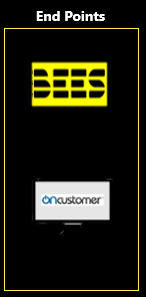 End Points
BEES
oncustomer